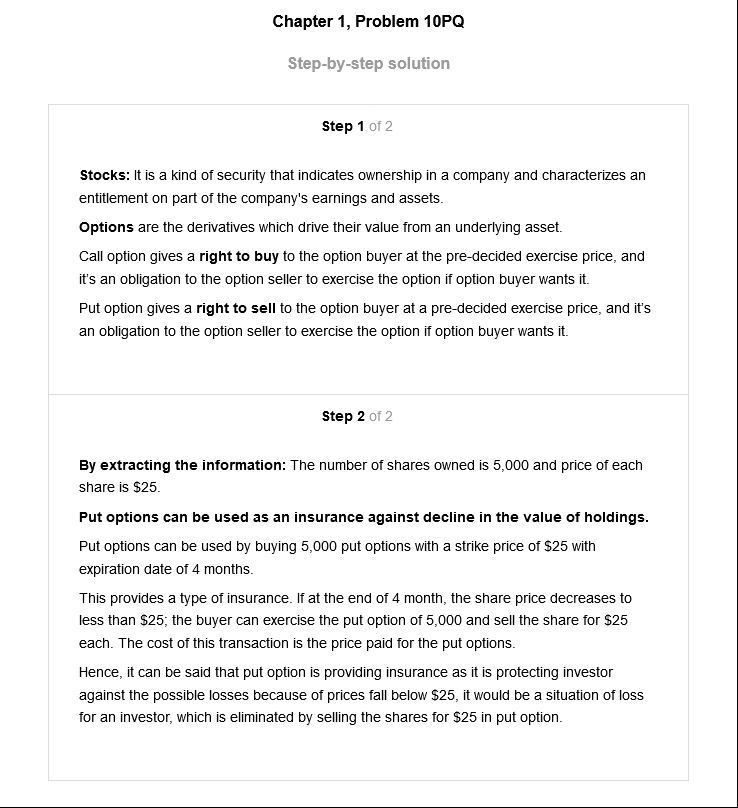 Chapter 1, Problem 10PQ
Step-by-step solution
Step 1 of 2
Stocks: It is a kind of security that indicates ownership in a company and characterizes an
entitlement on part of the company's earnings and assets.
Options are the derivatives which drive their value from an underlying asset.
Call option gives a right to buy to the option buyer at the pre-decided exercise price, and
it's an obligation to the option seller to exercise the option if option buyer wants it.
Put option gives a right to sell to the option buyer at a pre-decided exercise price, and it's
an obligation to the option seller to exercise the option if option buyer wants it.
Step 2 of 2
By extracting the information: The number of shares owned is 5,000 and price of each
share is $25.
Put options can be used as an insurance against decline in the value of holdings.
Put options can be used by buying 5,000 put options with a strike price of $25 with
expiration date of 4 months.
This provides a type of insurance. If at the end of 4 month, the share price decreases to
less than $25; the buyer can exercise the put option of 5,000 and sell the share for $25
each. The cost of this transaction is the price paid for the put options.
Hence, it can be said that put option is providing insurance as it is protecting investor
against the possible losses because of prices fall below $25, it would be a situation of loss
for an investor, which is eliminated by selling the shares for $25 in put option.